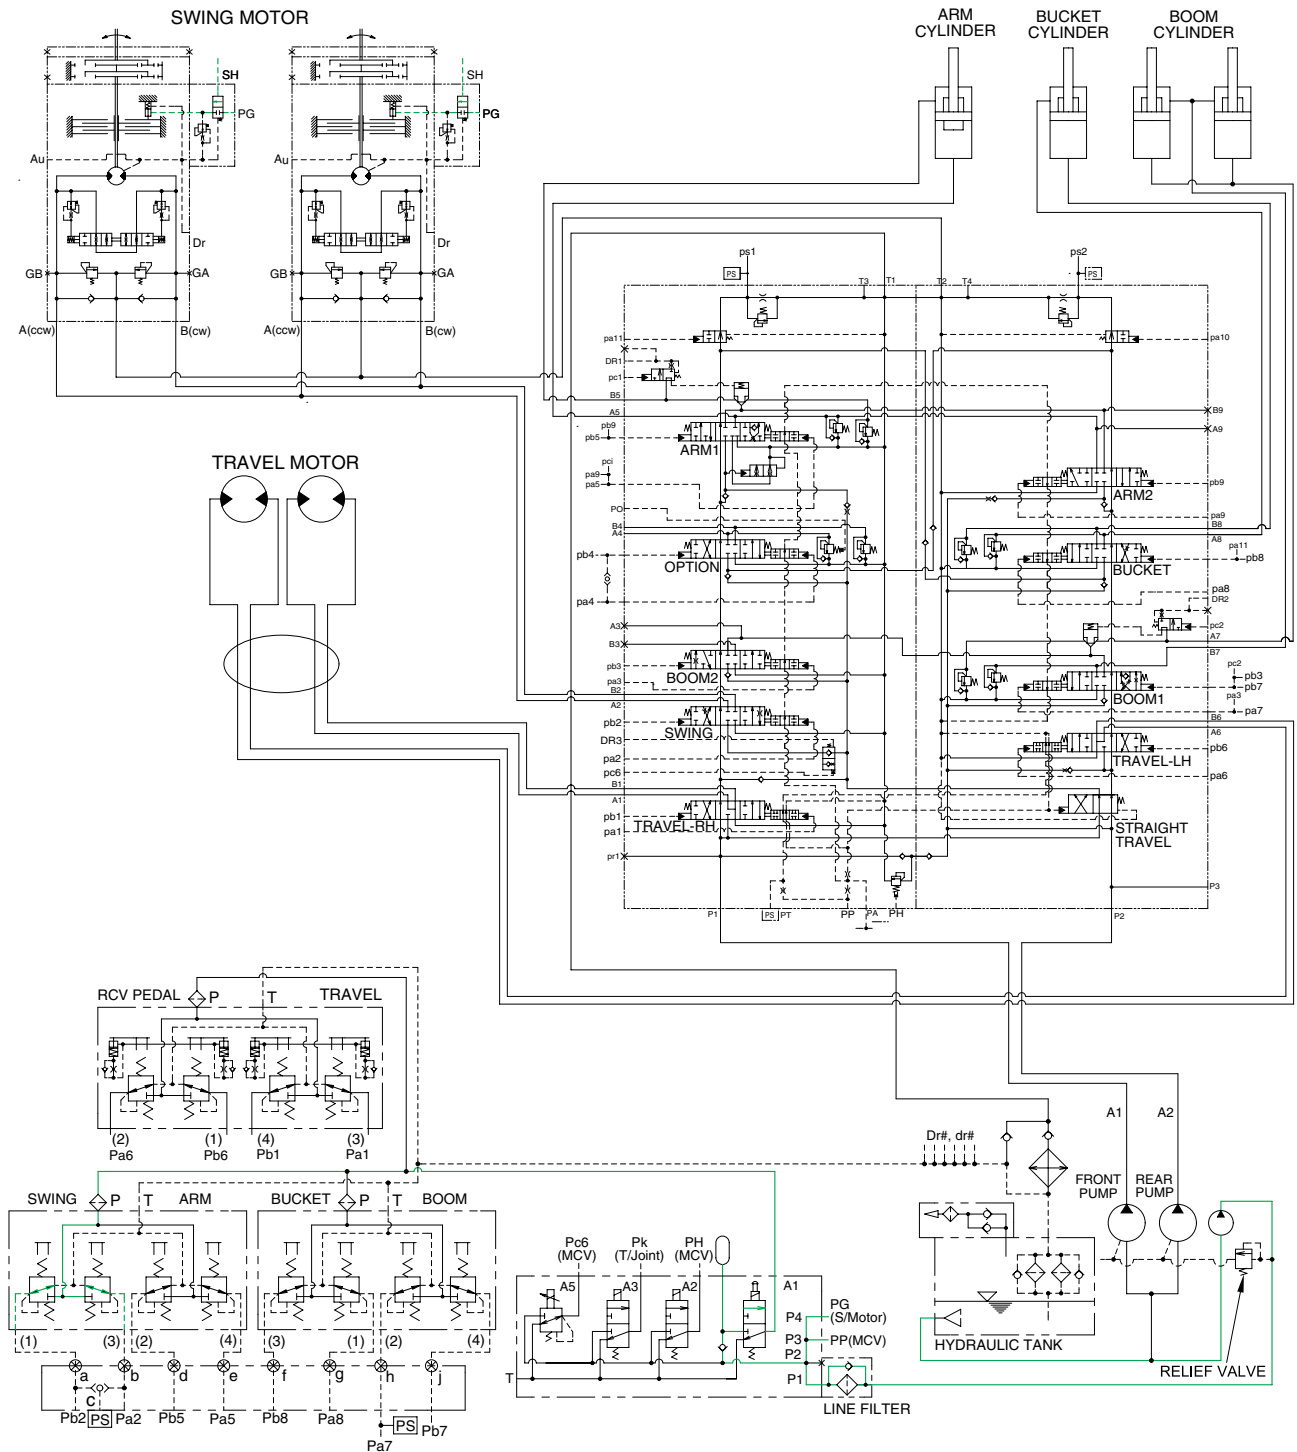 SWING MOTOR
ARM
CYLINDER
BUCKET
CYLINDER
BOOM
CYLINDER
SH
PG
SH
PG
Au
Au
Dr
Dr
GB
GA
GB
GA
A(ccw)
B(cw)
A(ccw)
B(cw)
TRAVEL MOTOR
ps1
PS
T3
T1
T2
T4
ps2
PS
pa11
DR1
pc1
B5
A5
pb9
pb5
ARM1
pci
pa9
pa5
PO
B4
A4
pb4
OPTION
pa4
A3
B3
pb3
BOOM2
pa3
B2
A2
pb2
SWING
DR3
pa2
pc6
B1
A1
pb1
TRAVEL-RH
pa1
pr1
P1
PS
PT
PP
PA
PH
P2
pa10
B9
A9
ARM2
pb9
pa9
B8
A8
pa11
pb8
BUCKET
pa8
DR2
pc2
A7
B7
pc2
pb3
pb7
BOOM1
pa3
pa7
B6
A6
TRAVEL-LH
pb6
pa6
STRAIGHT
TRAVEL
P3
RCV PEDAL
P
T
TRAVEL
(2)
Pa6
(1)
Pb6
(4)
Pb1
(3)
Pa1
SWING
P
T
ARM
BUCKET
P
T
BOOM
(1)
(3)
(2)
(4)
(3)
(1)
(2)
(4)
a
b
d
e
f
g
h
j
C
Pb2
PS
Pa2
Pb5
Pa5
Pb8
Pa8
PS
Pb7
Pa7
Pc6
(MCV)
Pk
(T/Joint)
PH
(MCV)
A5
A3
A2
A1
T
PG
(S/Motor)
P4
P3
PP(MCV)
P2
P1
LINE FILTER
Dr#, dr#
A1
A2
FRONT
PUMP
REAR
PUMP
HYDRAULIC TANK
RELIEF VALVE